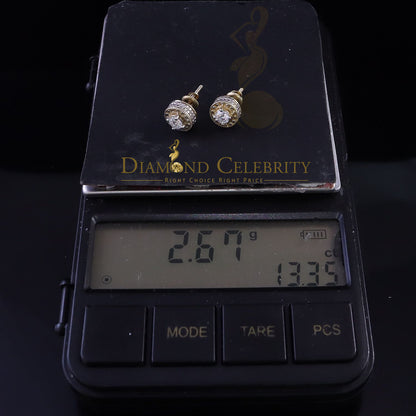 DIAMOND CELEBRITY
RIGHT CHOICE RIGHT PRICE
2.67 g
ct
13.35
MODE TARE PCS